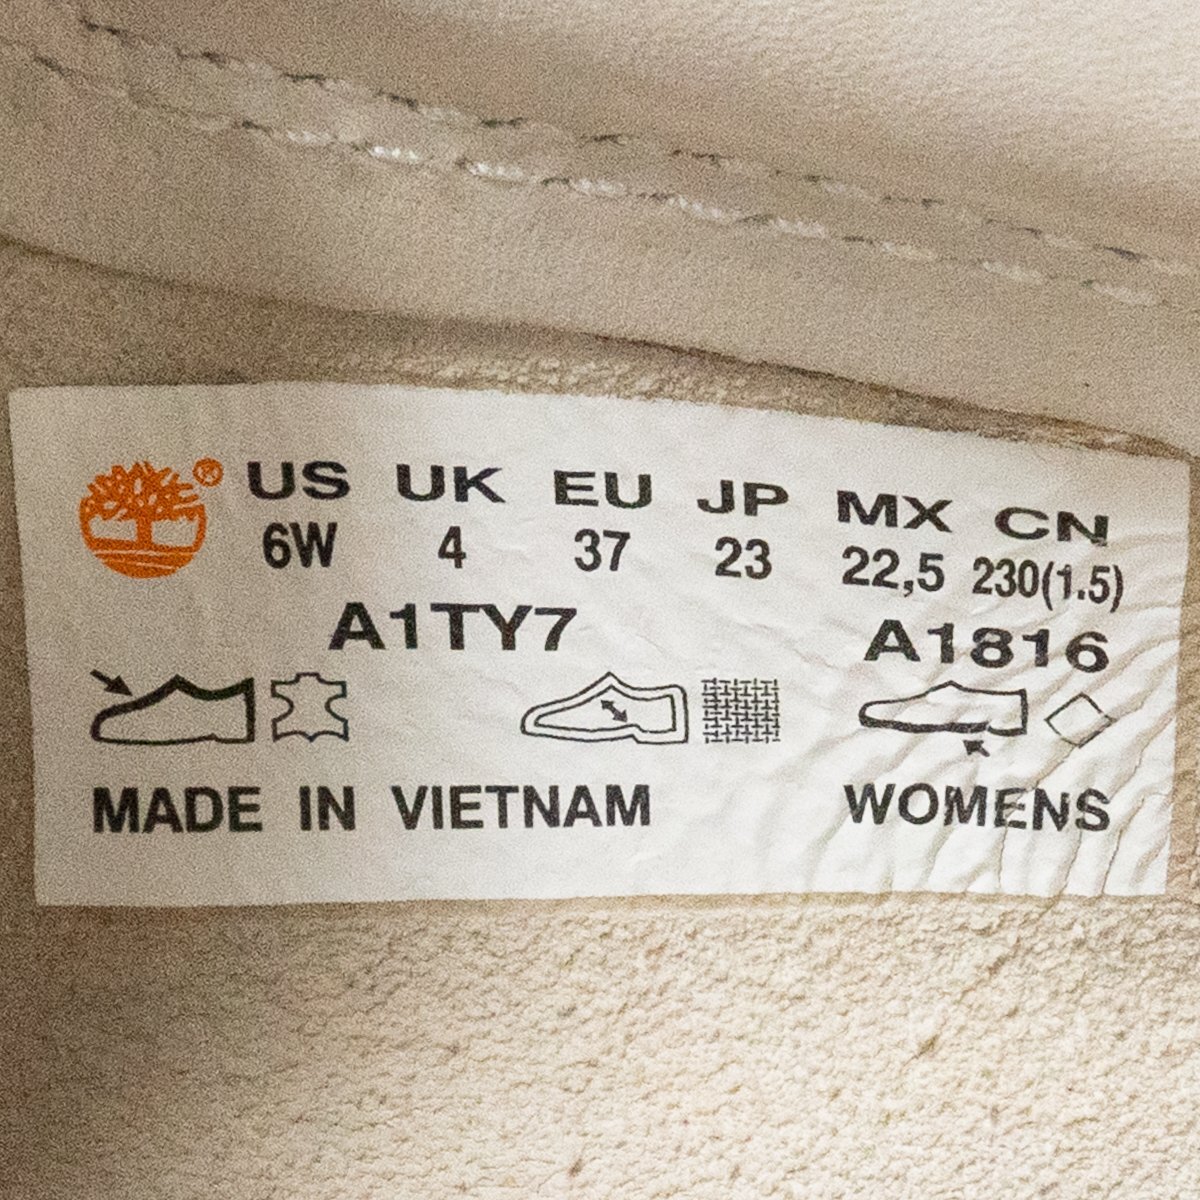 US UK EU JP MX CN
6W 4 37 23 22,5 230(1.5)
A1TY7 A1816
MADE IN VIETNAM WOMENS